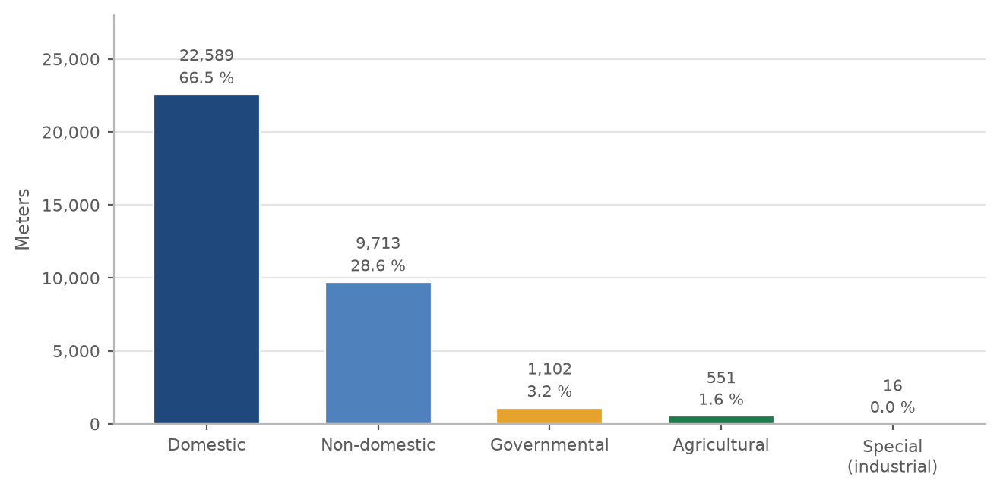 Meters
25,000
20,000
15,000
10,000
5,000
0
22,589
66.5 %
9,713
28.6 %
1,102
3.2 %
551
1.6 %
16
0.0 %
Domestic
Non-domestic
Governmental
Agricultural
Special
(industrial)